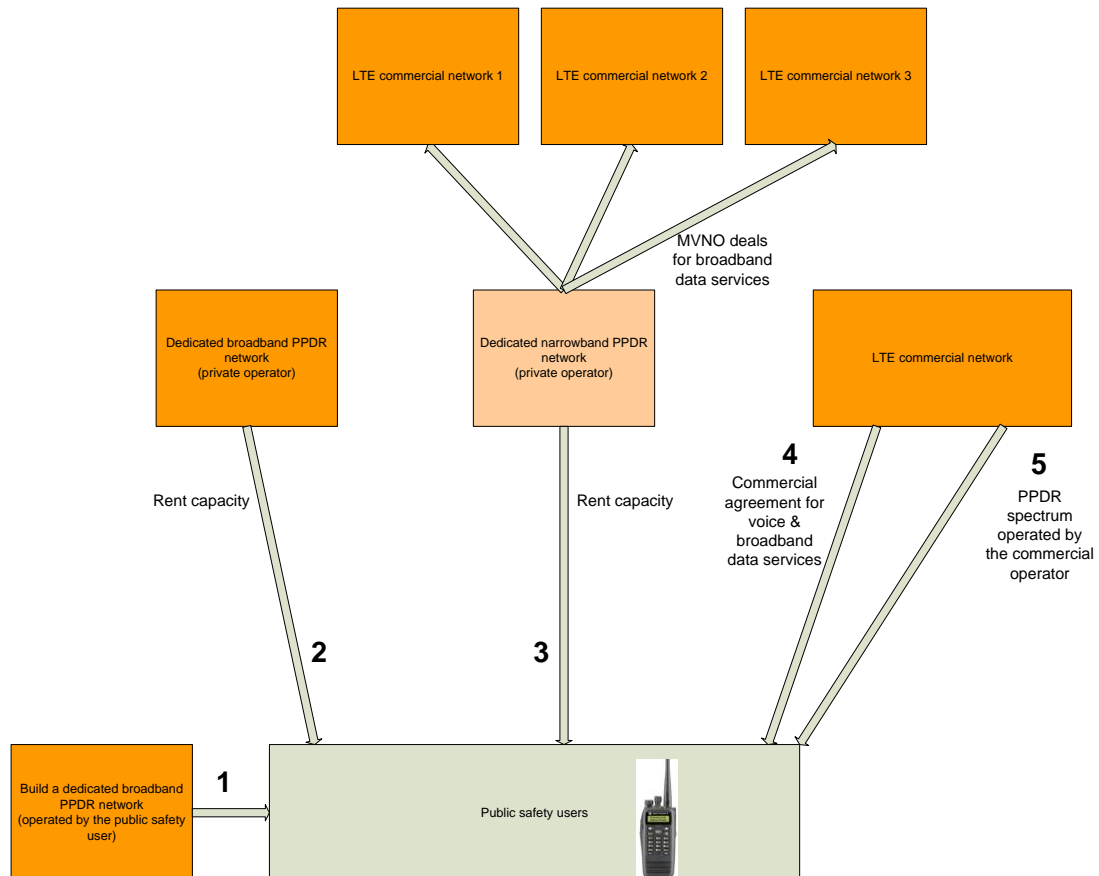 LTE commercial network 1
LTE commercial network 2
LTE commercial network 3
MVNO deals
for broadband
data services
Dedicated broadband PPDR
network
(private operator)
Dedicated narrowband PPDR
network
(private operator)
LTE commercial network
Rent capacity
Rent capacity
4
Commercial
agreement for
voice &
broadband
data services
5
PPDR
spectrum
operated by
the commercial
operator
2
3
Build a dedicated broadband
PPDR network
(operated by the public safety
user)
1
Public safety users